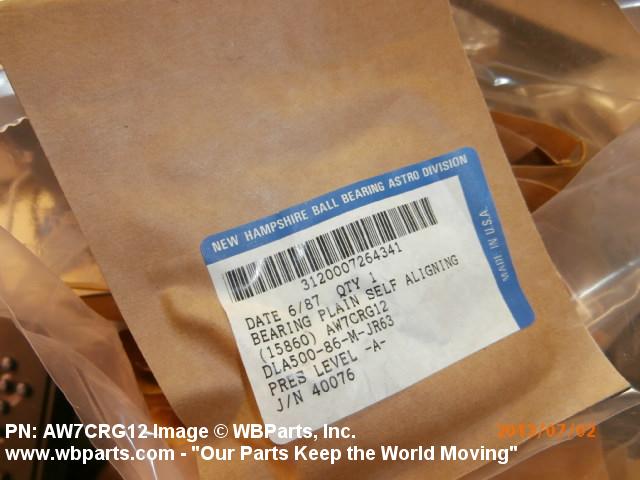 NEW HAMPSHIRE BALL BEARING ASTRO DIVISION
MADE IN U.S.A.
3120007264341
DATE 6/87 QTY 1
BEARING PLAIN SELF ALIGNING
(15860) AW7CRG12
DLA500-86-M-JR63
PRES LEVEL -A-
J/N 40076
2013/07/02
PN: AW7CRG12-Image © WBParts, Inc.
www.wbparts.com - "Our Parts Keep the World Moving"